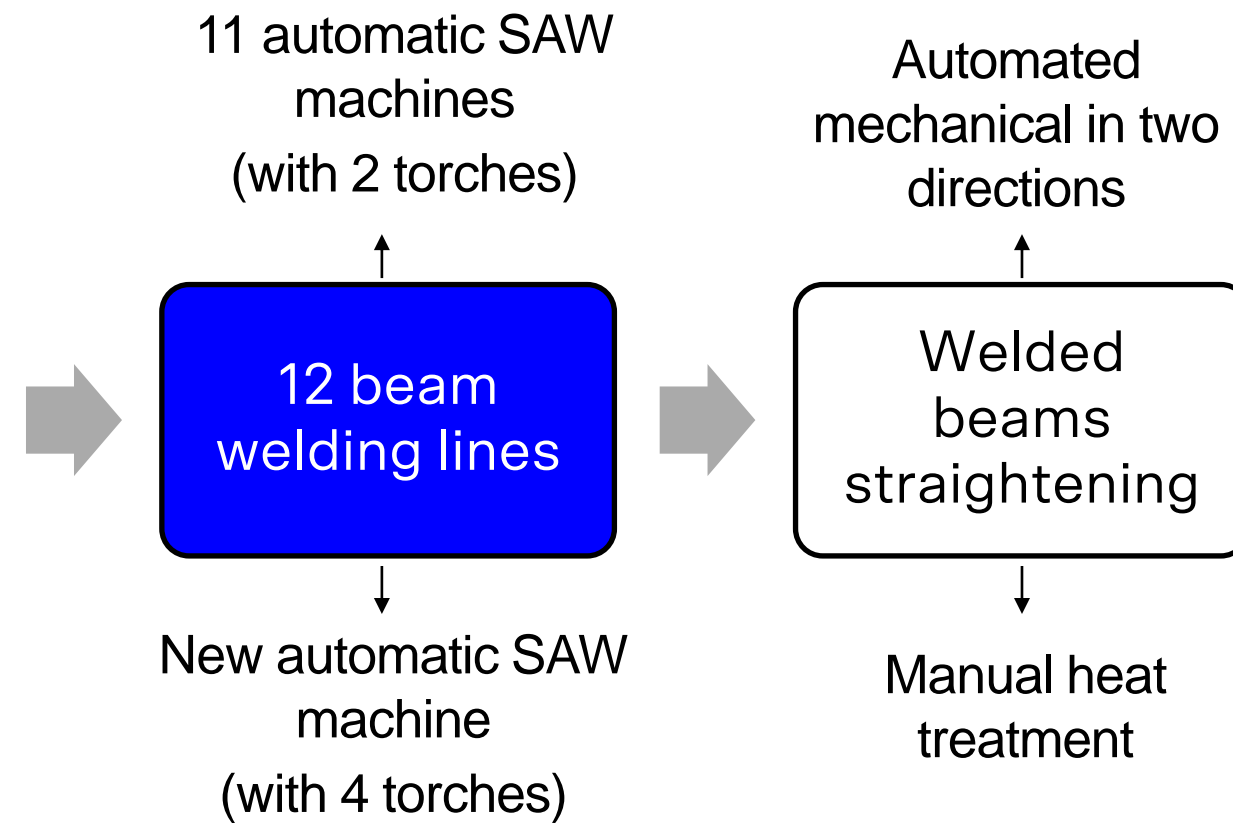 11 automatic SAW
machines
(with 2 torches)
12 beam
welding lines
New automatic SAW
machine
(with 4 torches)
Automated
mechanical in two
directions
Welded
beams
straightening
Manual heat
treatment